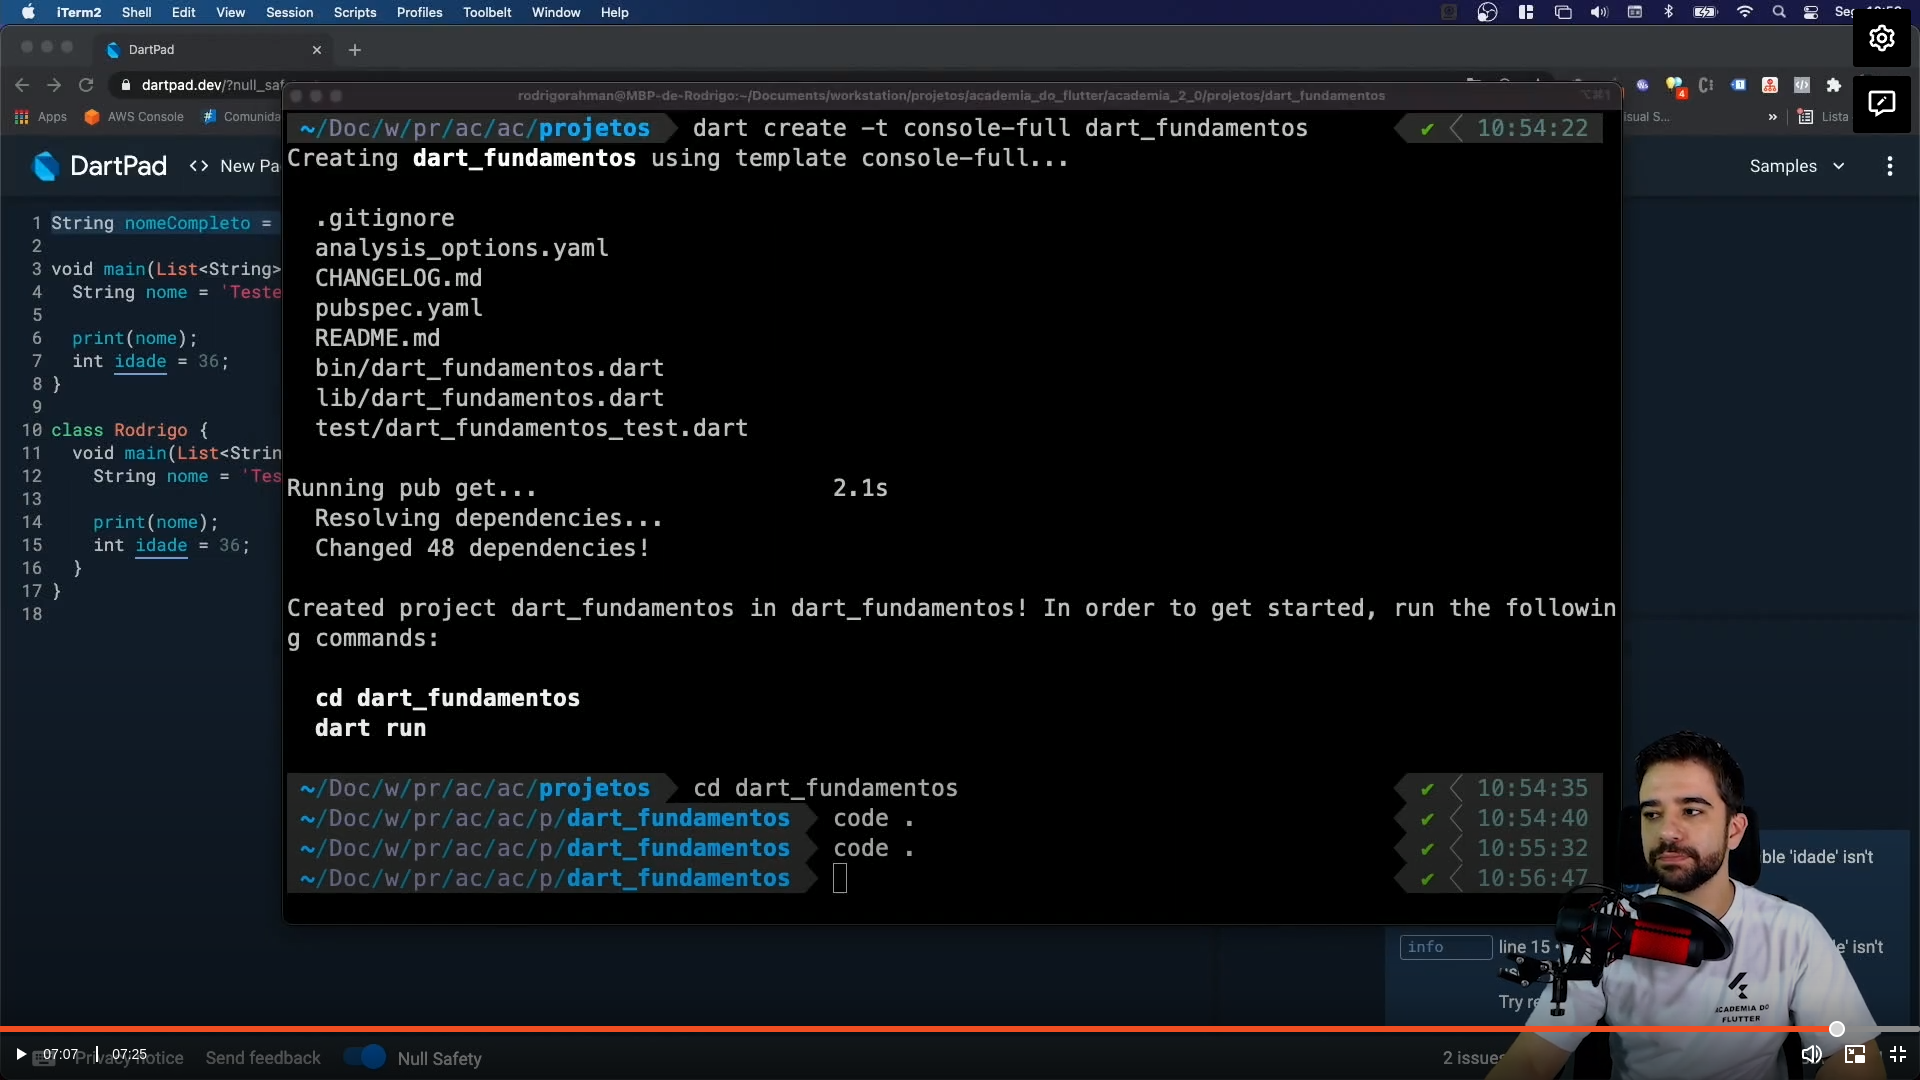 iTerm2 Shell Edit View Session Scripts Profiles Toolbelt Window Help
DartPad
dartpad.dev/?null_sa
Apps AWS Console Comunida
isual S... » Lista
rodrigorahman@MBP-de-Rodrigo:~/Documents/workstation/projetos/academia_do_flutter/academia_2_0/projetos/dart_fundamentos
DartPad <> New Pa
Samples
1 String nomeCompleto =
2
3 void main(List<String>
4 String nome = 'Teste
5
6 print(nome);
7 int idade = 36;
8 }
9
10 class Rodrigo {
11 void main(List<Strin
12 String nome = 'Tes
13
14 print(nome);
15 int idade = 36;
16 }
17 }
18
~/Doc/w/pr/ac/ac/projetos dart create -t console-full dart_fundamentos ✔ 10:54:22
Creating dart_fundamentos using template console-full...
.gitignore
analysis_options.yaml
CHANGELOG.md
pubspec.yaml
README.md
bin/dart_fundamentos.dart
lib/dart_fundamentos.dart
test/dart_fundamentos_test.dart
Running pub get... 2.1s
Resolving dependencies...
Changed 48 dependencies!
Created project dart_fundamentos in dart_fundamentos! In order to get started, run the followin
g commands:
cd dart_fundamentos
dart run
~/Doc/w/pr/ac/ac/projetos cd dart_fundamentos ✔ 10:54:35
~/Doc/w/pr/ac/ac/p/dart_fundamentos code . ✔ 10:54:40
~/Doc/w/pr/ac/ac/p/dart_fundamentos code . ✔ 10:55:32
~/Doc/w/pr/ac/ac/p/dart_fundamentos ✔ 10:56:47
ble 'idade' isn't
info line 15 • e' isn't
Try re
ACADEMIA DO
FLUTTER
07:07 | 07:25
Privacy notice Send feedback Null Safety
2 issues